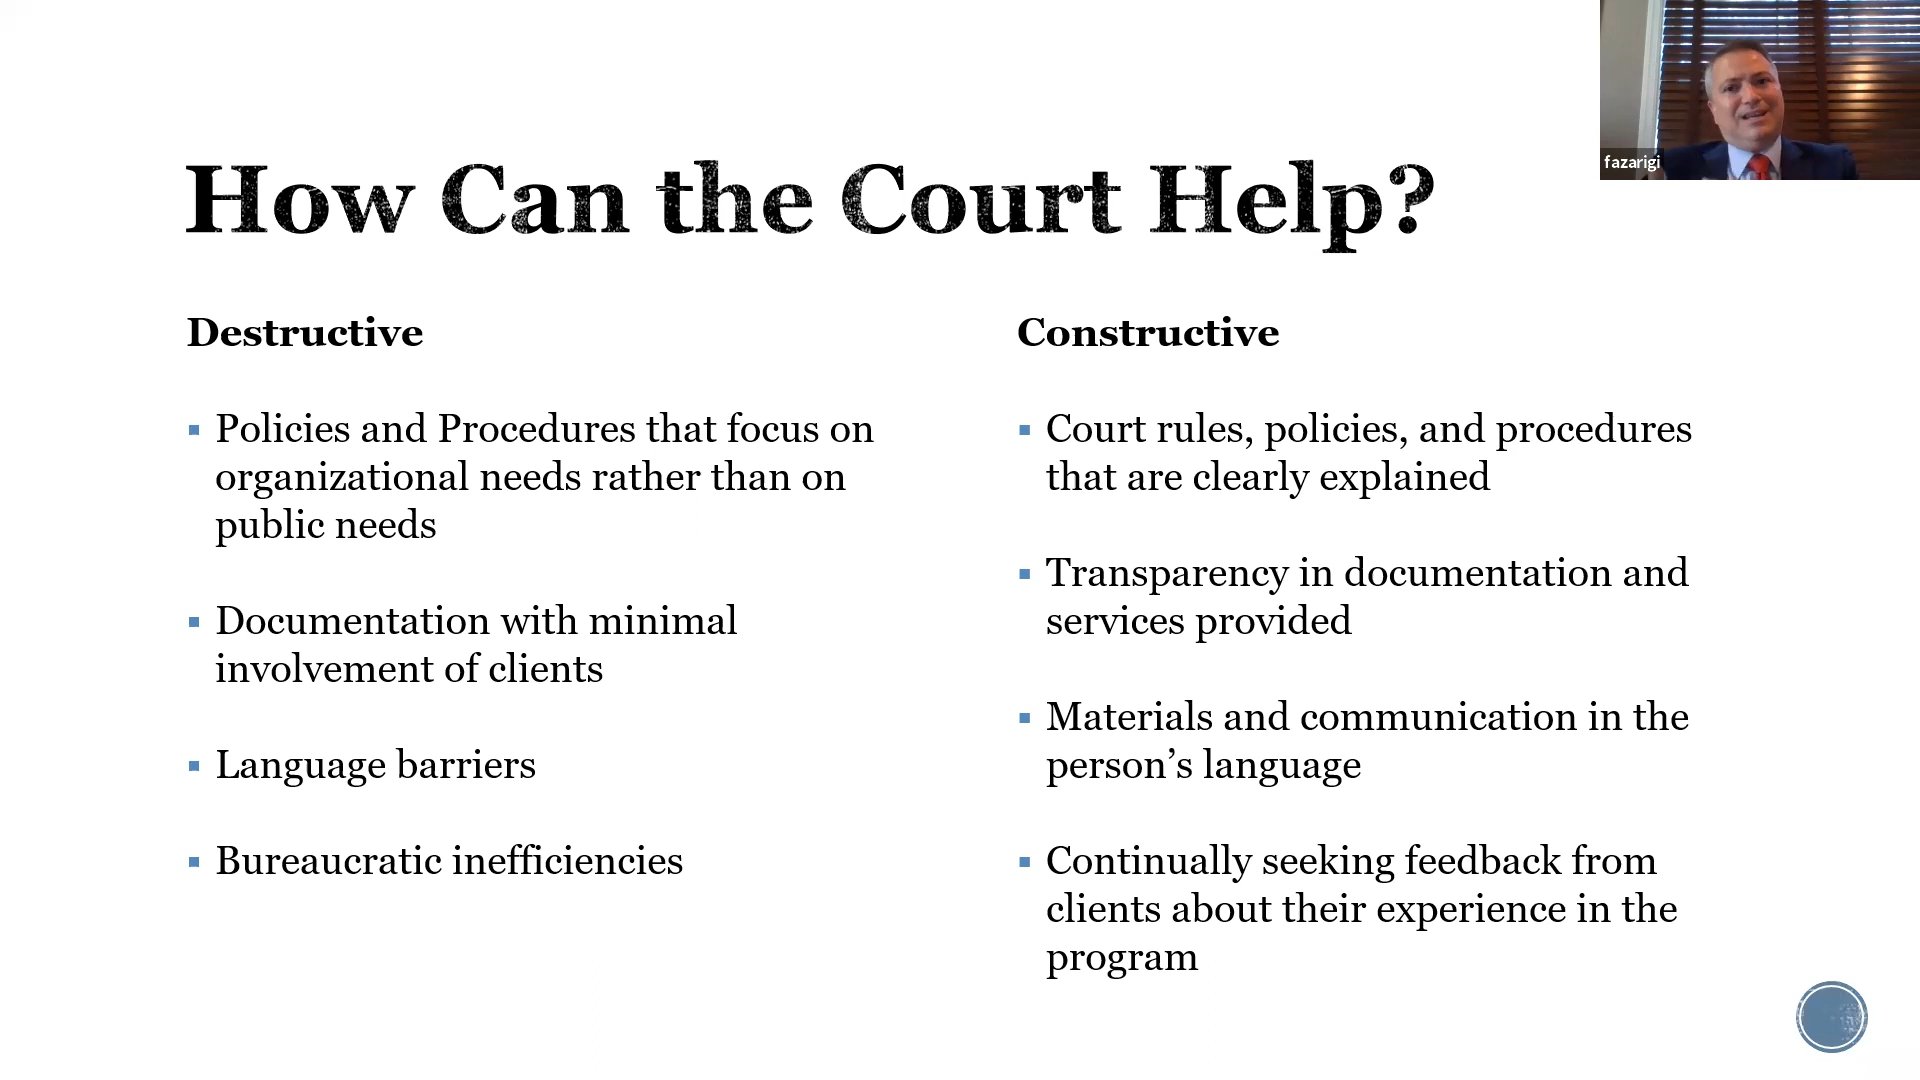 fazarigi
How Can the Court Help?
Destructive
▪ Policies and Procedures that focus on
organizational needs rather than on
public needs
▪ Documentation with minimal
involvement of clients
▪ Language barriers
▪ Bureaucratic inefficiencies
Constructive
▪ Court rules, policies, and procedures
that are clearly explained
▪ Transparency in documentation and
services provided
▪ Materials and communication in the
person’s language
▪ Continually seeking feedback from
clients about their experience in the
program